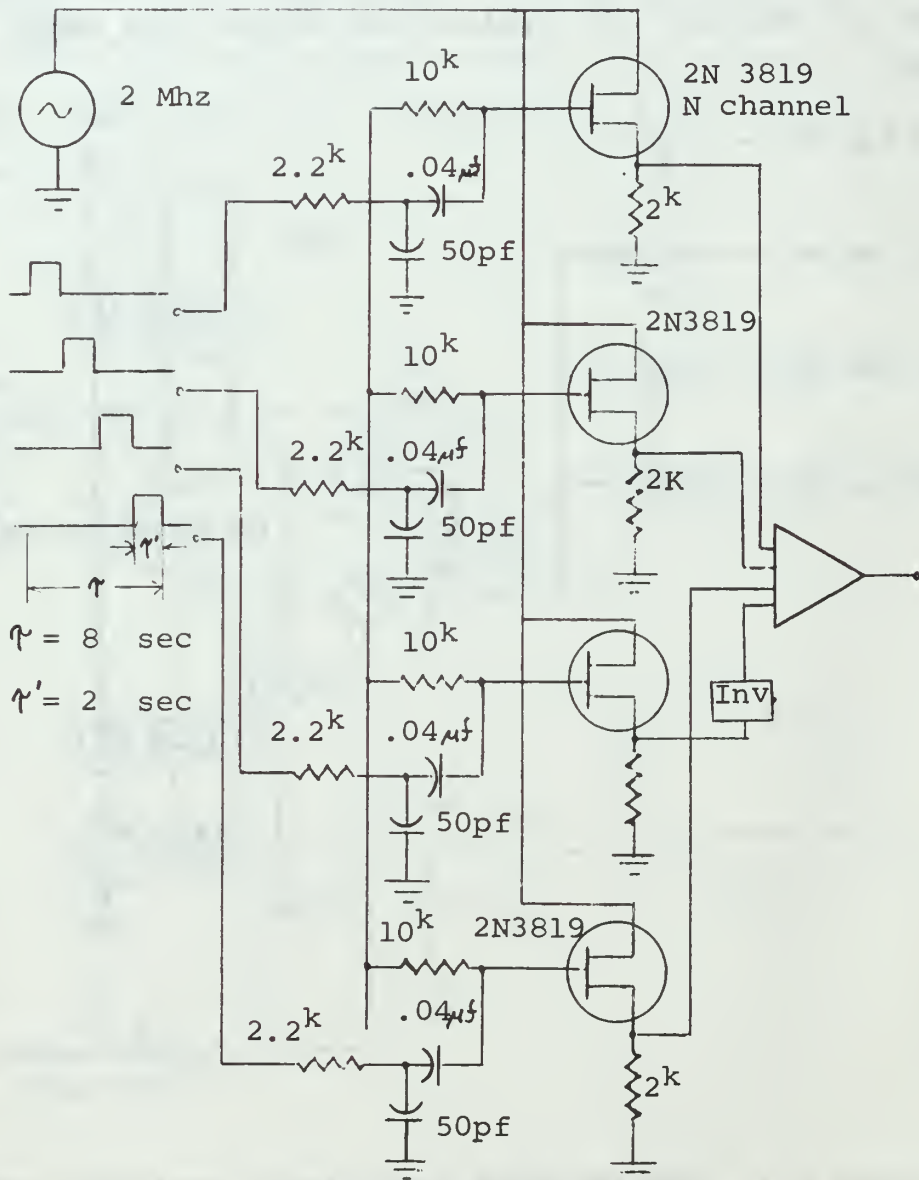 2 Mhz
10k
2N 3819
N channel
2.2k
.04μf
2k
50pf
2N3819
10k
2.2k
.04μf
2K
50pf
τ'
τ
τ = 8 sec
τ' = 2 sec
10k
Inv
2.2k
.04μf
50pf
10k
2N3819
2.2k
.04μf
2k
50pf